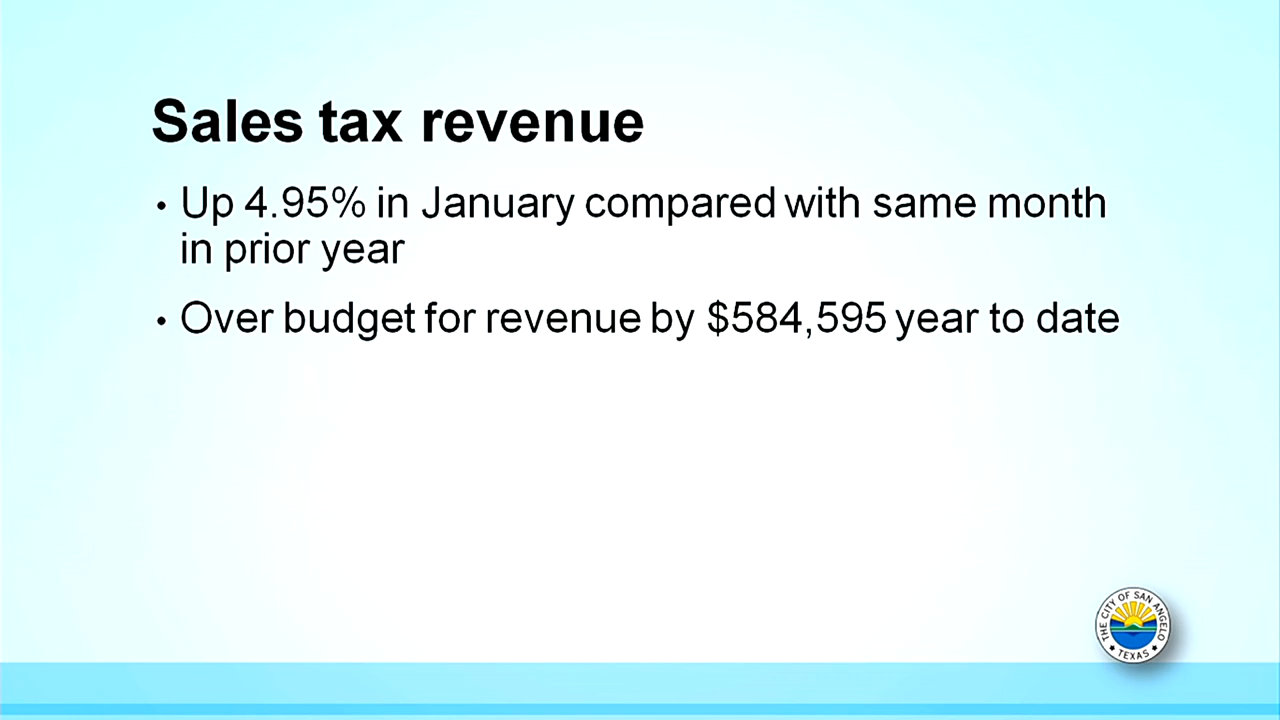 Sales tax revenue
• Up 4.95% in January compared with same month
in prior year
• Over budget for revenue by $584,595 year to date
THE CITY OF SAN ANGELO
TEXAS